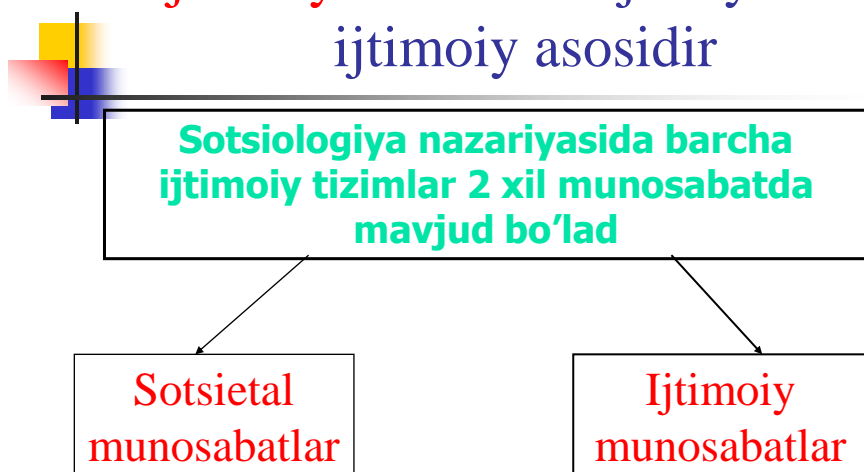 ijtimoiy asosidir
Sotsiologiya nazariyasida barcha
ijtimoiy tizimlar 2 xil munosabatda
mavjud bo’lad
Sotsietal
munosabatlar
Ijtimoiy
munosabatlar